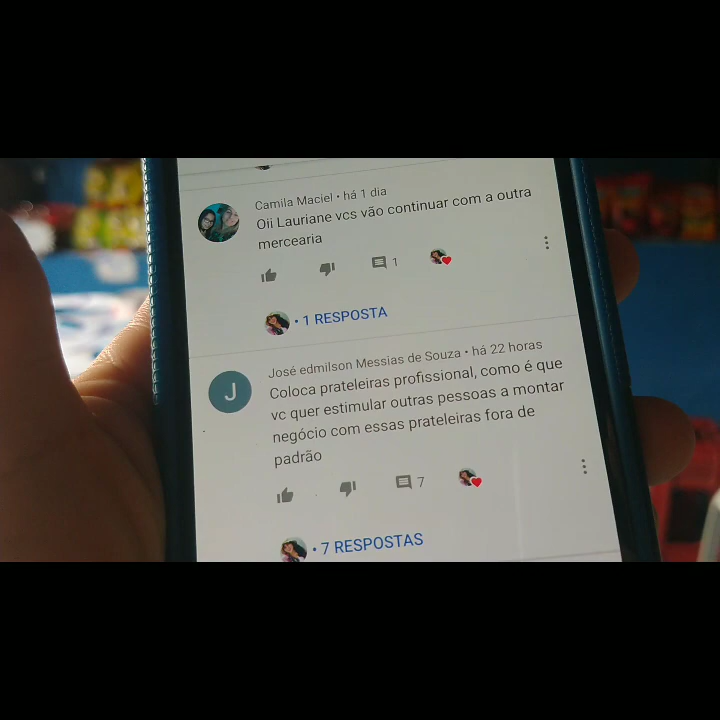 Camila Maciel • há 1 dia
Oii Lauriane vcs vão continuar com a outra
mercearia
1
• 1 RESPOSTA
José edmilson Messias de Souza • há 22 horas
J
Coloca prateleiras profissional, como é que
vc quer estimular outras pessoas a montar
negócio com essas prateleiras fora de
padrão
7
• 7 RESPOSTAS